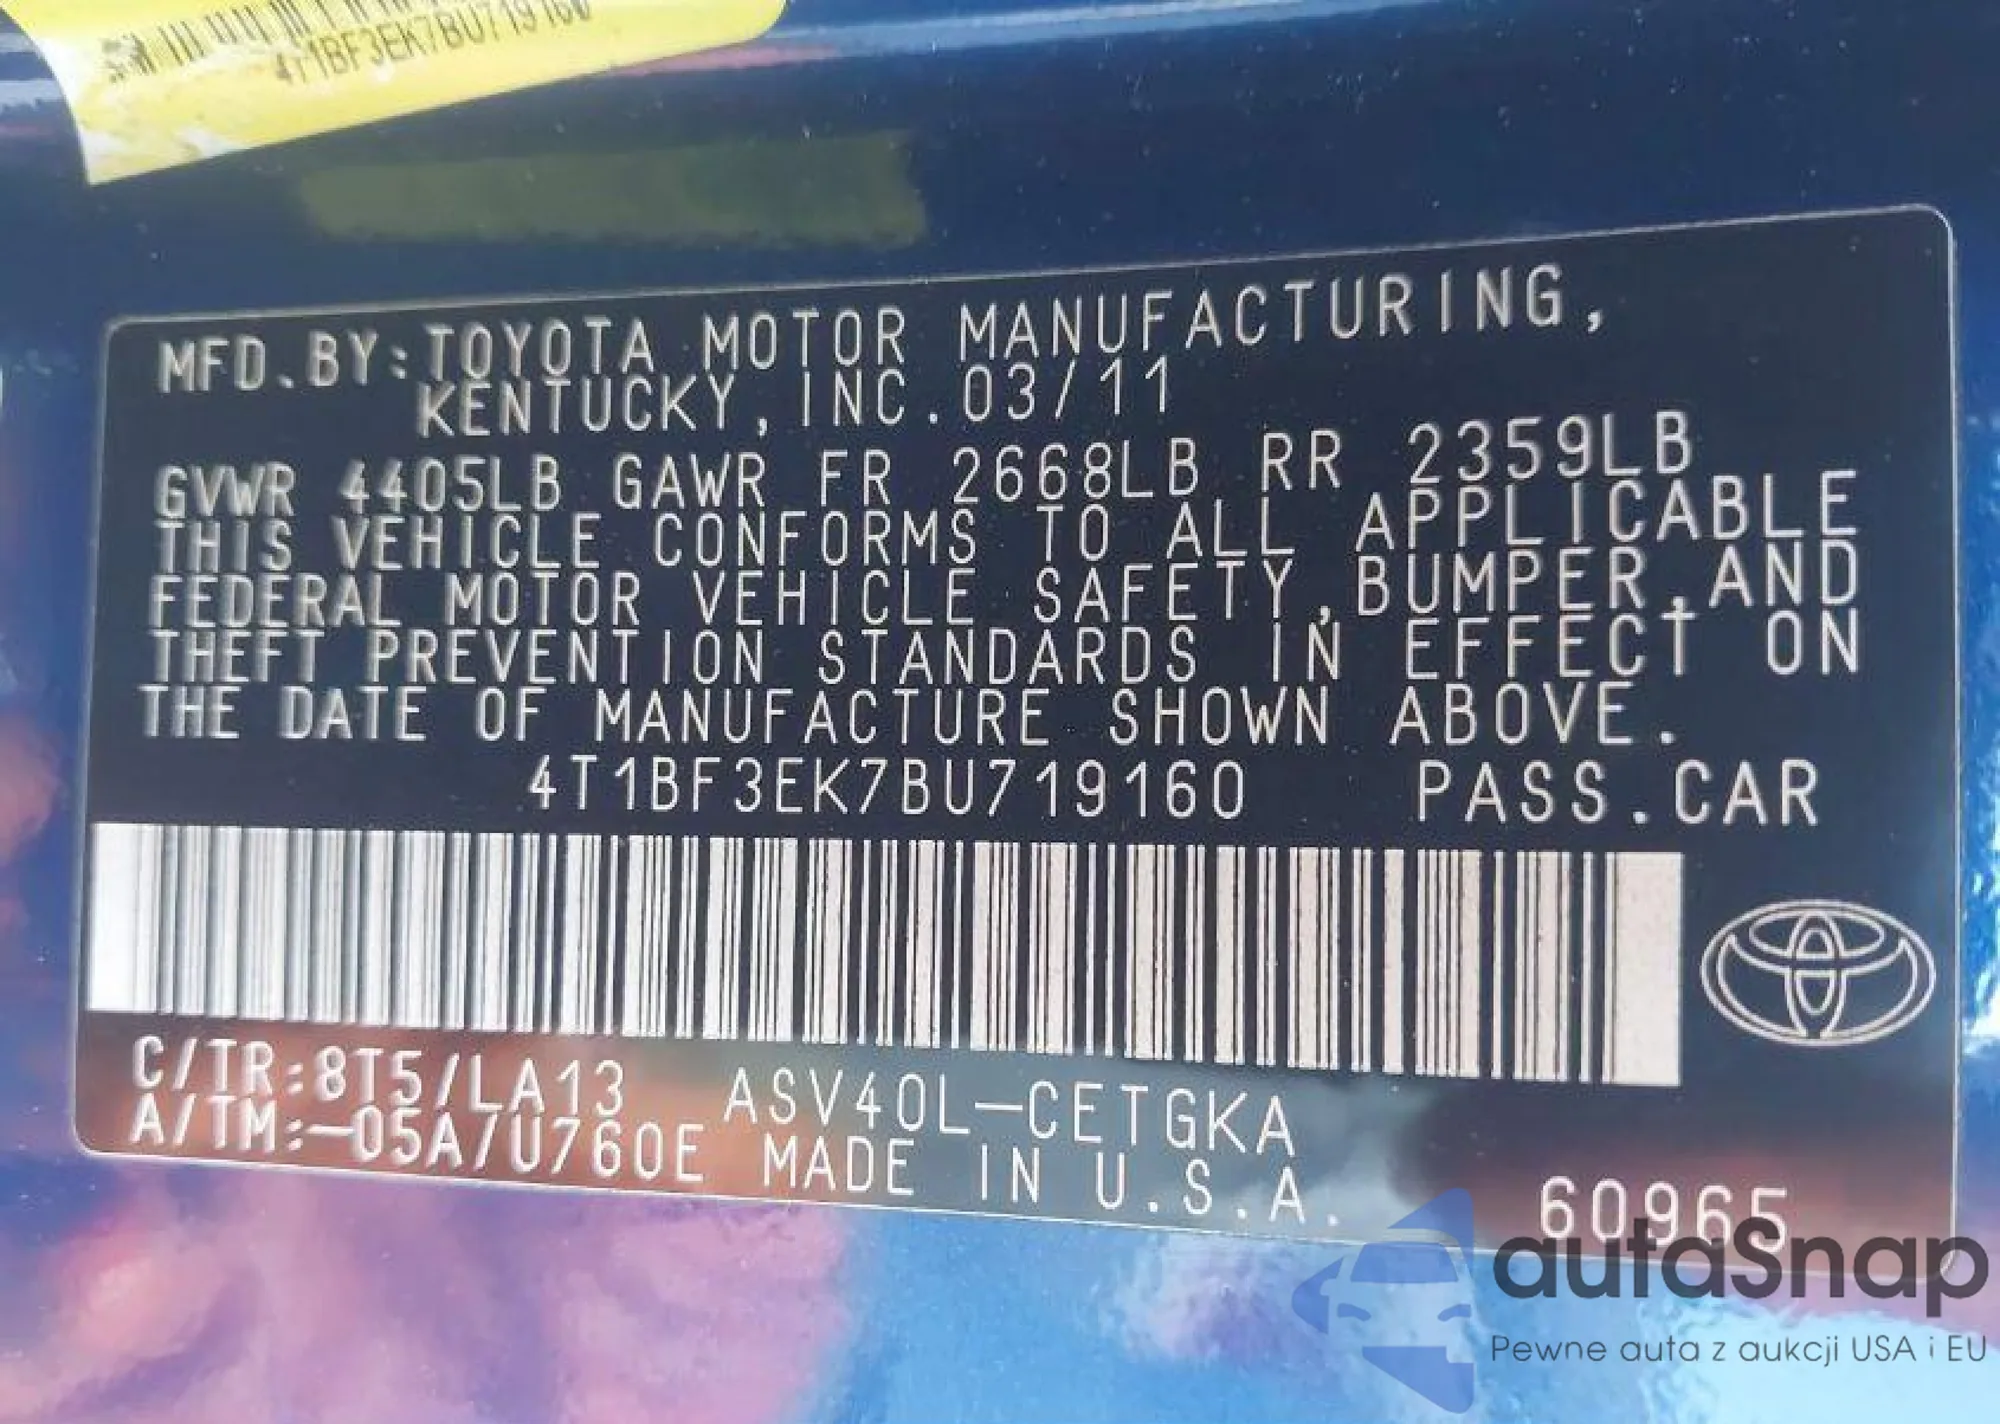 4T1BF3EK7BU719160
MFD.BY:TOYOTA MOTOR MANUFACTURING,
KENTUCKY, INC. 03/11
GVWR 4405LB GAWR FR 2668LB RR 2359LB
THIS VEHICLE CONFORMS TO ALL APPLICABLE
FEDERAL MOTOR VEHICLE SAFETY, BUMPER, AND
THEFT PREVENTION STANDARDS IN EFFECT ON
THE DATE OF MANUFACTURE SHOWN ABOVE.
4T1BF3EK7BU719160 PASS.CAR
C/TR:8T5/LA13 ASV40L-CETGKA
A/TM:-05A/U760E MADE IN U.S.A.
60965
autaSnap
Pewne auta z aukcji USA i EU